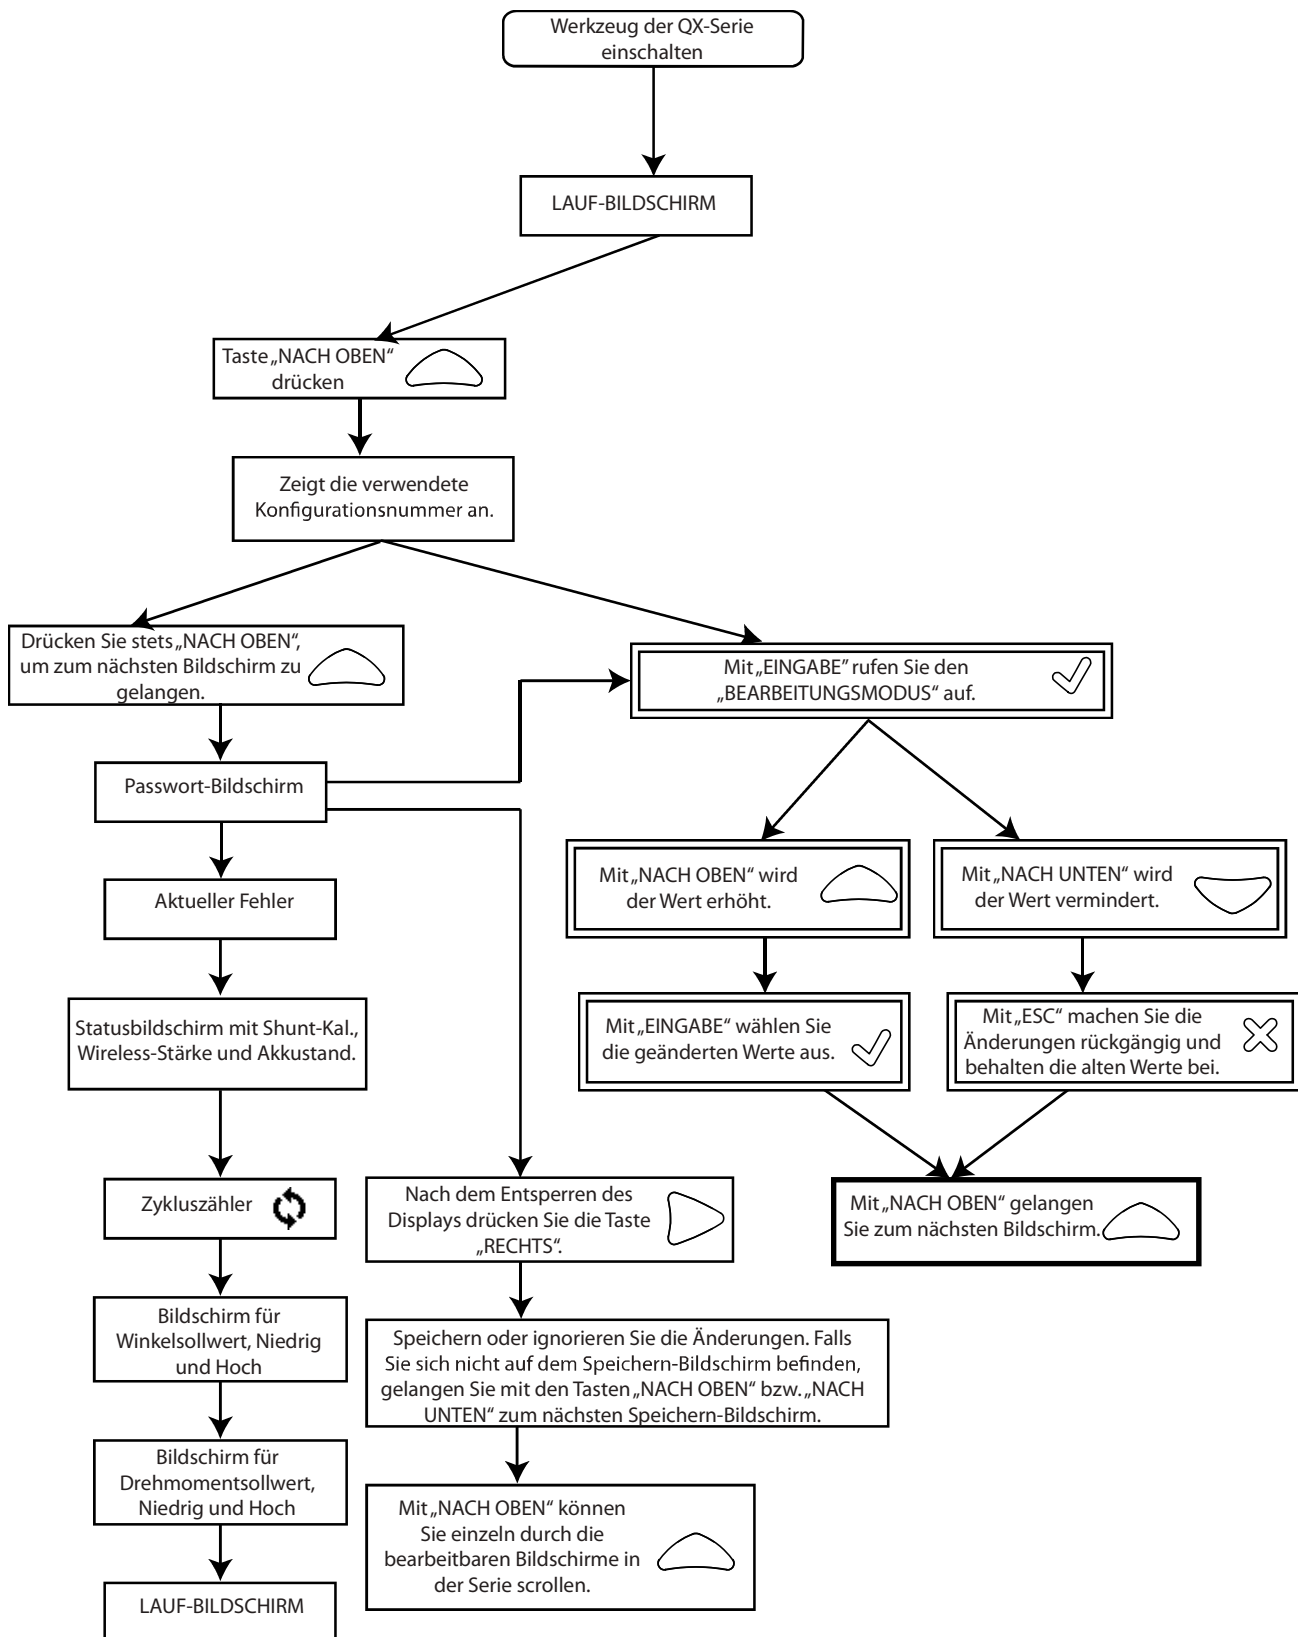 Werkzeug der QX-Serie
einschalten
LAUF-BILDSCHIRM
Taste „NACH OBEN“
drücken
Zeigt die verwendete
Konfigurationsnummer an.
Drücken Sie stets „NACH OBEN“,
um zum nächsten Bildschirm zu
gelangen.
Mit „EINGABE” rufen Sie den
„BEARBEITUNGSMODUS“ auf.
Passwort-Bildschirm
Mit „NACH OBEN“ wird
der Wert erhöht.
Mit „NACH UNTEN“ wird
der Wert vermindert.
Aktueller Fehler
Statusbildschirm mit Shunt-Kal.,
Wireless-Stärke und Akkustand.
Mit „EINGABE“ wählen Sie
die geänderten Werte aus.
Mit „ESC“ machen Sie die
Änderungen rückgängig und
behalten die alten Werte bei.
Zykluszähler
Nach dem Entsperren des
Displays drücken Sie die Taste
„RECHTS“.
Mit „NACH OBEN“ gelangen
Sie zum nächsten Bildschirm.
Bildschirm für
Winkelsollwert, Niedrig
und Hoch
Speichern oder ignorieren Sie die Änderungen. Falls
Sie sich nicht auf dem Speichern-Bildschirm befinden,
gelangen Sie mit den Tasten „NACH OBEN“ bzw. „NACH
UNTEN“ zum nächsten Speichern-Bildschirm.
Bildschirm für
Drehmomentsollwert,
Niedrig und Hoch
Mit „NACH OBEN“ können
Sie einzeln durch die
bearbeitbaren Bildschirme in
der Serie scrollen.
LAUF-BILDSCHIRM